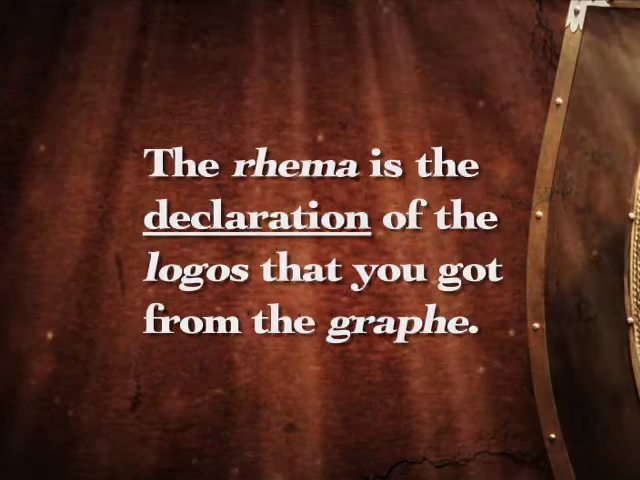 The rhema is the
declaration of the
logos that you got
from the graphe.